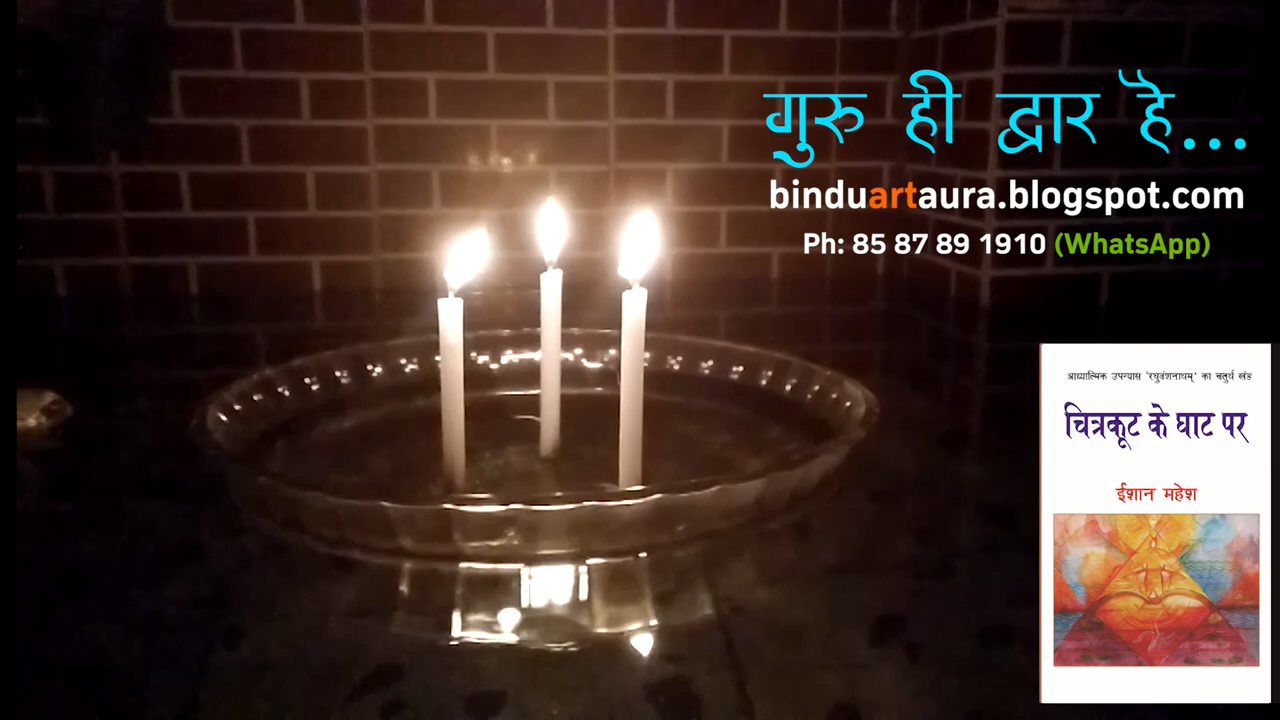 गुरु ही द्वार है...
binduartaura.blogspot.com
Ph: 85 87 89 1910 (WhatsApp)
आध्यात्मिक उपन्यास 'रघुवंशनाथम्' का चतुर्थ खंड
चित्रकूट के घाट पर
ईशान महेश